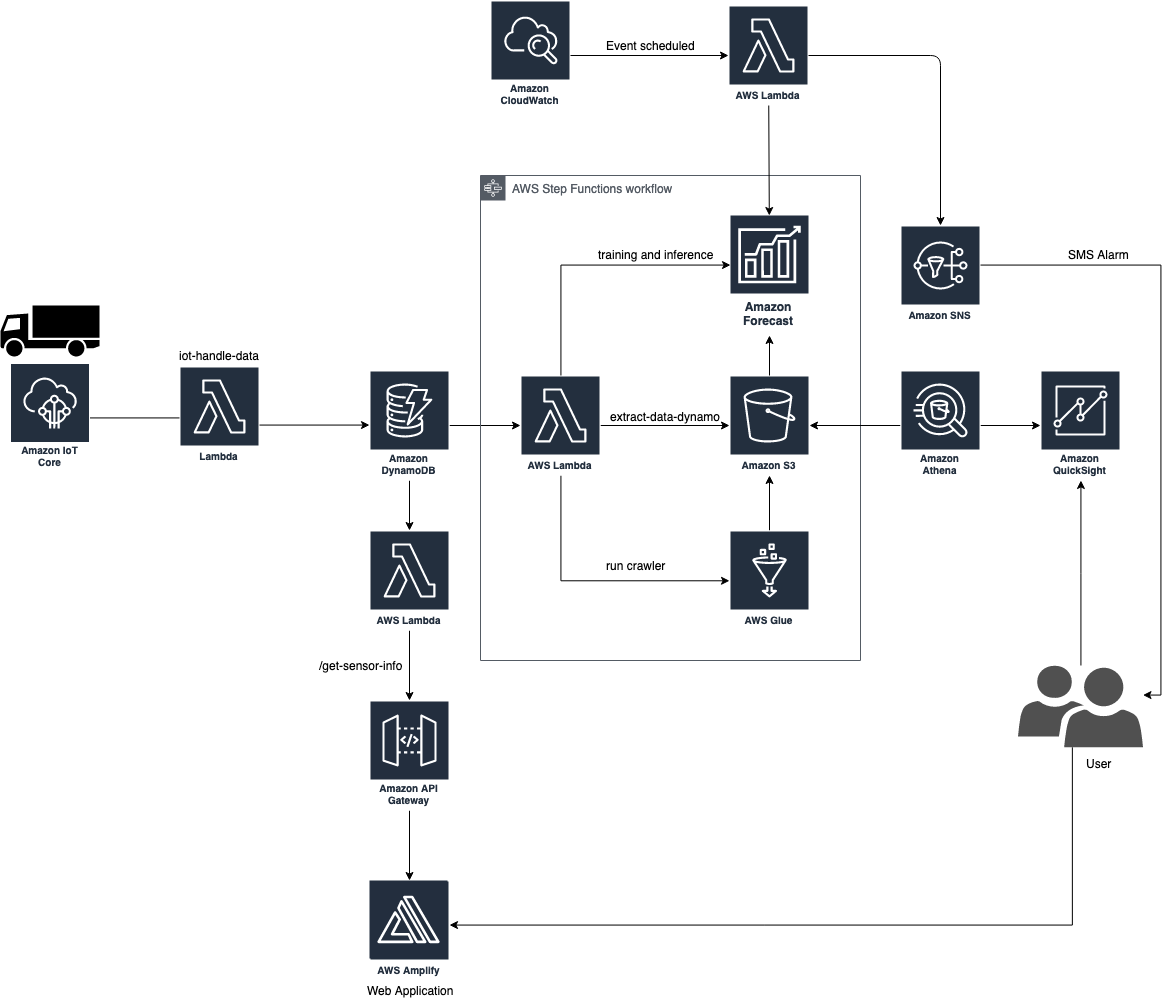 Event scheduled
Amazon
CloudWatch
AWS Lambda
AWS Step Functions workflow
training and inference
SMS Alarm
Amazon
Forecast
Amazon SNS
iot-handle-data
extract-data-dynamo
Amazon IoT
Core
Lambda
Amazon
DynamoDB
AWS Lambda
Amazon S3
Amazon
Athena
Amazon
QuickSight
run crawler
AWS Lambda
AWS Glue
/get-sensor-info
User
Amazon API
Gateway
AWS Amplify
Web Application